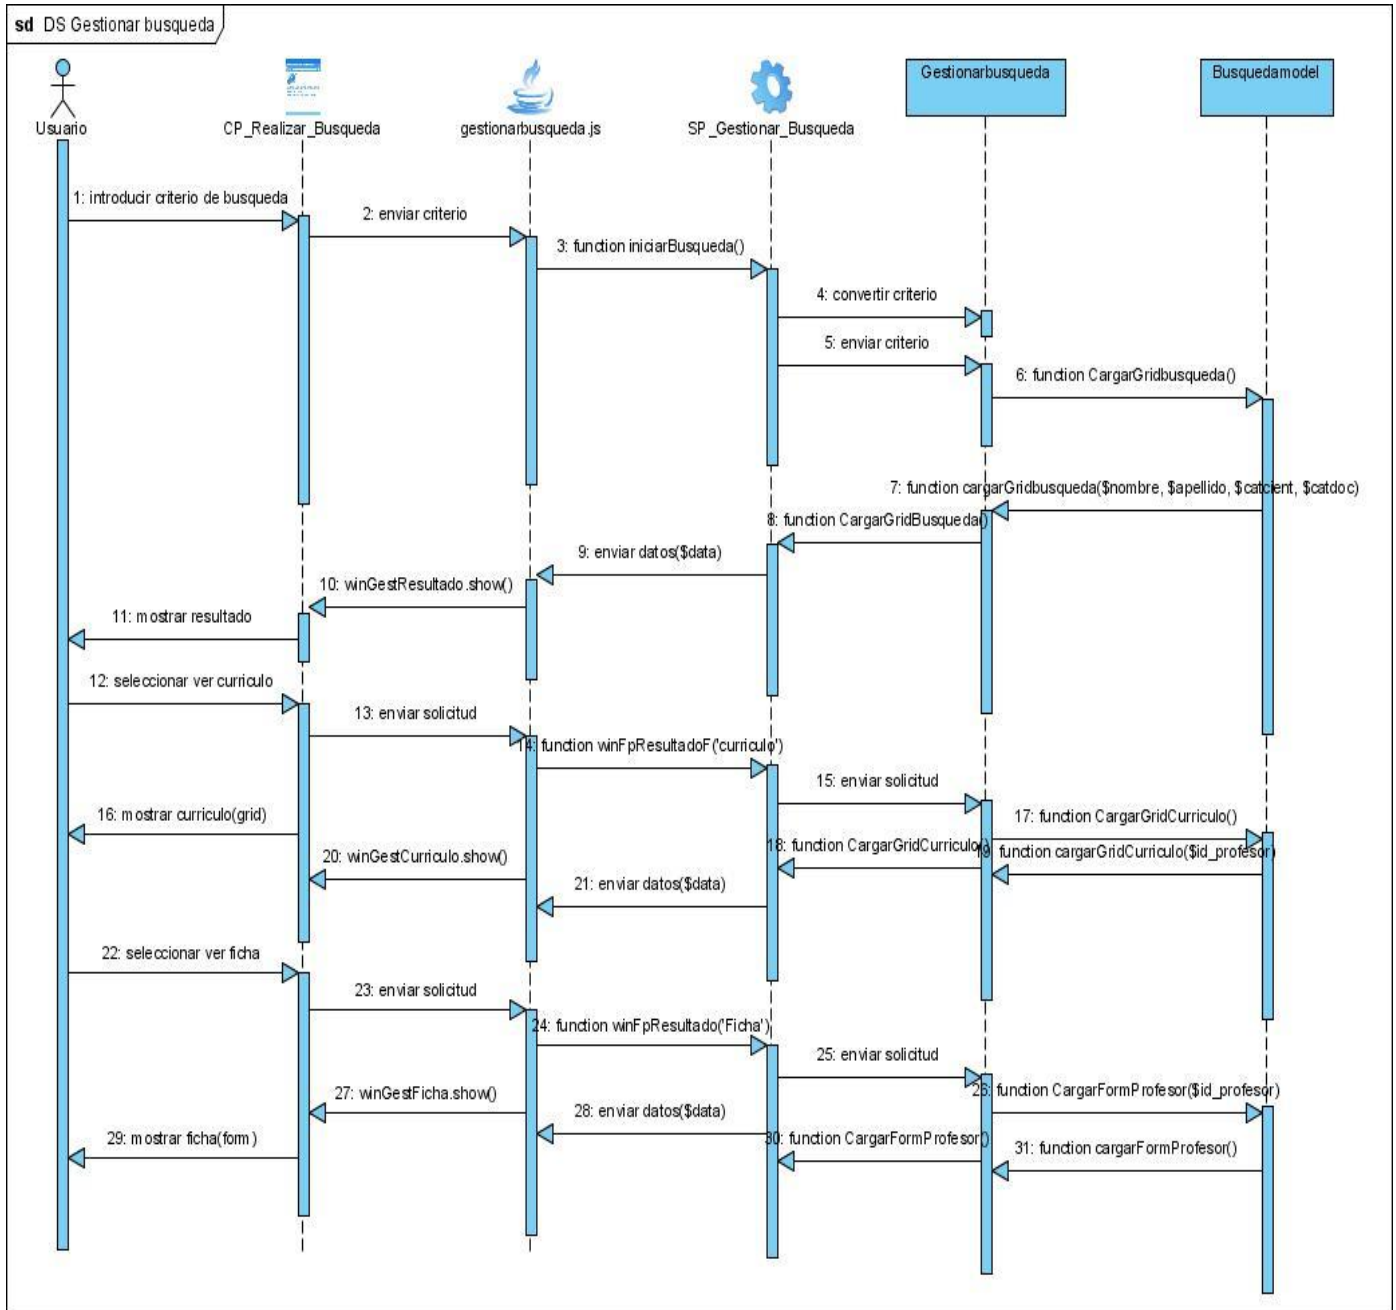 sd DS Gestionar busqueda
Usuario
CP_Realizar_Busqueda
gestionarbusqueda.js
SP_Gestionar_Busqueda
Gestionarbusqueda
Busquedamodel
1: introducir criterio de busqueda
2: enviar criterio
3: function iniciarBusqueda()
4: convertir criterio
5: enviar criterio
6: function CargarGridbusqueda()
7: function cargarGridbusqueda($nombre, $apellido, $catcient, $catdoc)
8: function CargarGridBusqueda()
9: enviar datos($data)
10: winGestResultado.show()
11: mostrar resultado
12: seleccionar ver curriculo
13: enviar solicitud
14: function winFpResultadoF('curriculo')
15: enviar solicitud
16: mostrar curriculo(grid)
17: function CargarGridCurriculo()
18: function CargarGridCurriculo()
19: function cargarGridCurriculo($id_profesor)
20: winGestCurriculo.show()
21: enviar datos($data)
22: seleccionar ver ficha
23: enviar solicitud
24: function winFpResultado('Ficha')
25: enviar solicitud
26: function CargarFormProfesor($id_profesor)
27: winGestFicha.show()
28: enviar datos($data)
29: mostrar ficha(form)
30: function CargarFormProfesor()
31: function cargarFormProfesor()